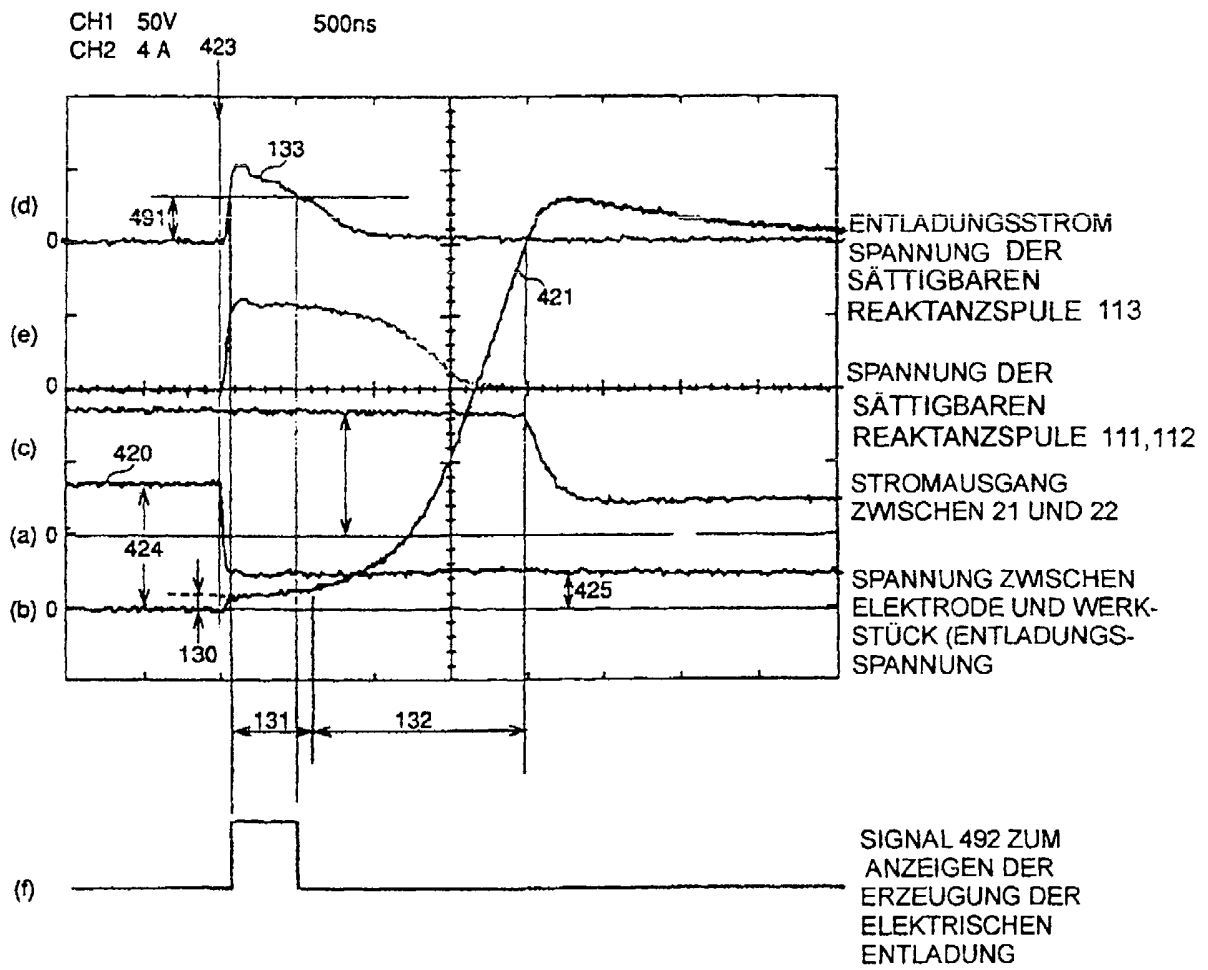 CH1 50V 500ns
CH2 4 A 423
133
(d)
491
0
ENTLADUNGSSTROM
SPANNUNG DER
SÄTTIGBAREN
REAKTANZSPULE 113
421
(e)
0
SPANNUNG DER
SÄTTIGBAREN
REAKTANZSPULE 111,112
(c)
420
STROMAUSGANG
ZWISCHEN 21 UND 22
(a) 0
424
425
SPANNUNG ZWISCHEN
ELEKTRODE UND WERK-
STÜCK (ENTLADUNGS-
SPANNUNG
(b) 0
130
131
132
SIGNAL 492 ZUM
ANZEIGEN DER
ERZEUGUNG DER
ELEKTRISCHEN
ENTLADUNG
(f)